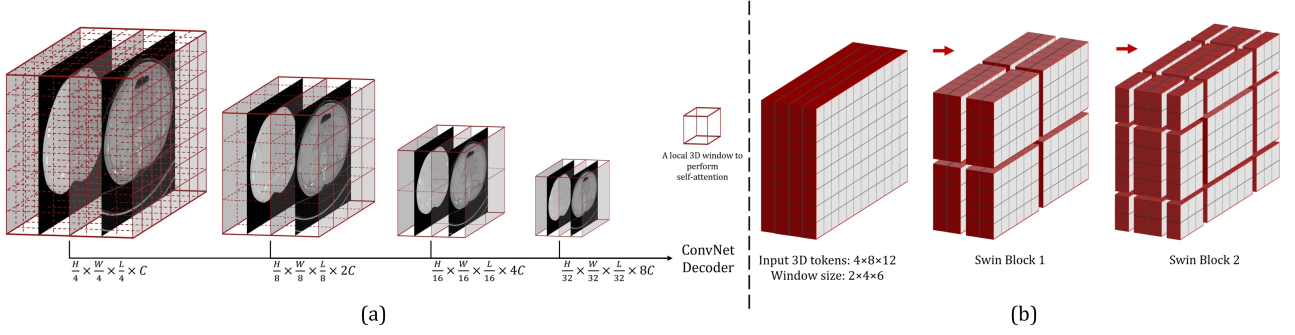 H/4 × W/4 × L/4 × C
H/8 × W/8 × L/8 × 2C
H/16 × W/16 × L/16 × 4C
H/32 × W/32 × L/32 × 8C
ConvNet
Decoder
A local 3D window to
perform
self-attention
(a)
Input 3D tokens: 4×8×12
Window size: 2×4×6
Swin Block 1
Swin Block 2
(b)